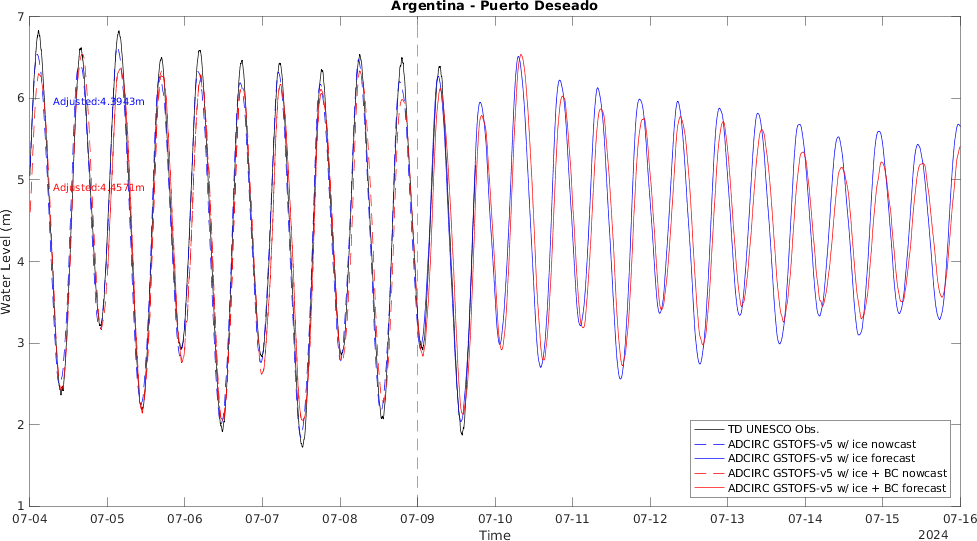 Argentina - Puerto Deseado
7
6
5
4
3
2
1
Water Level (m)
Adjusted:4.3943m
Adjusted:4.4571m
TD UNESCO Obs.
ADCIRC GSTOFS-v5 w/ ice nowcast
ADCIRC GSTOFS-v5 w/ ice forecast
ADCIRC GSTOFS-v5 w/ ice + BC nowcast
ADCIRC GSTOFS-v5 w/ ice + BC forecast
07-04 07-05 07-06 07-07 07-08 07-09 07-10 07-11 07-12 07-13 07-14 07-15 07-16
Time
2024